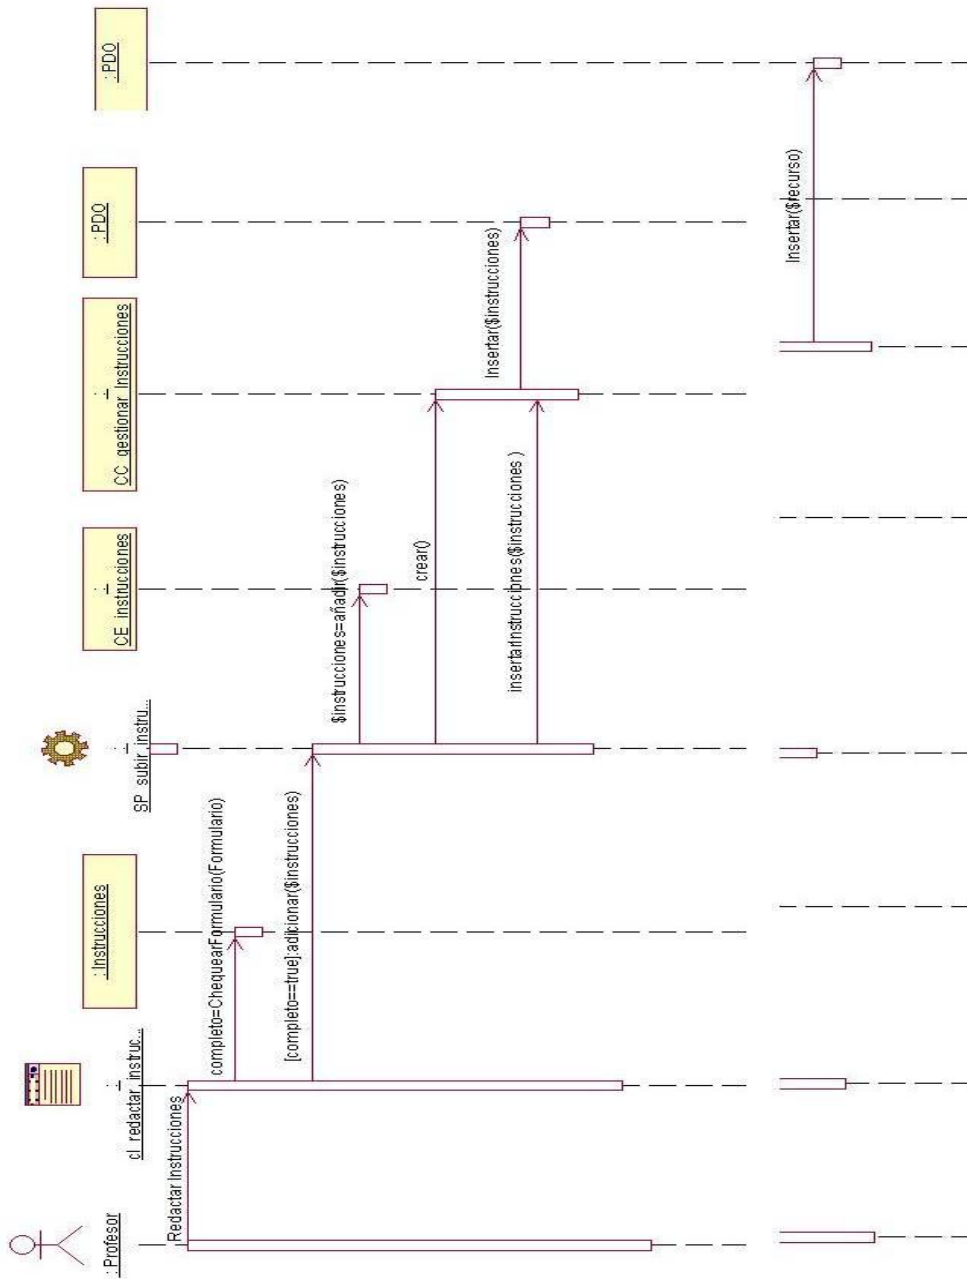 : Profesor
:
cl_redactar_instruc...
: Instrucciones
:
SP_subir_instru...
:
CE_instrucciones
:
CC_gestionar_Instrucciones
: PDO
: PDO
Redactar Instrucciones
completo=ChequearFormulario(Formulario)
[completo==true]:adicionar($instrucciones)
$instrucciones=añadir($instrucciones)
crear()
Insertar($instrucciones)
insertarInstrucciones($instrucciones )
Insertar($recurso)